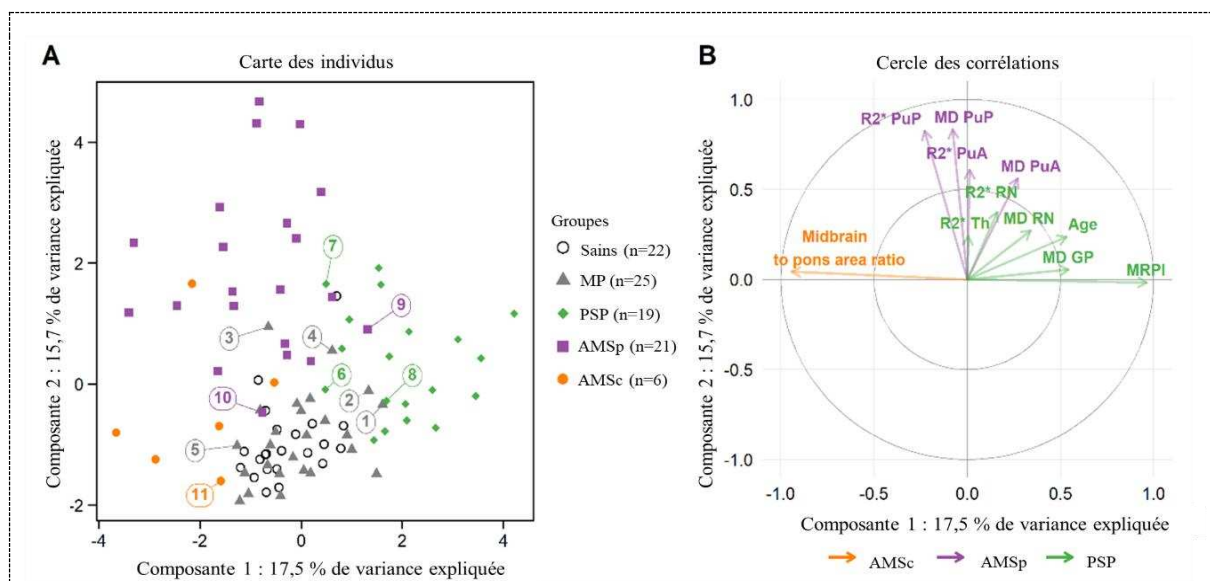 A
Carte des individus
Composante 2 : 15,7 % de variance expliquée
4
2
0
-2
-4
-2
0
2
4
Composante 1 : 17,5 % de variance expliquée
7
9
3
4
6
8
2
10
1
5
11
Groupes
Sains (n=22)
MP (n=25)
PSP (n=19)
AMSp (n=21)
AMSc (n=6)
B
Cercle des corrélations
Composante 2 : 15,7 % de variance expliquée
1.0
0.5
0.0
-0.5
-1.0
R2* PuP
MD PuP
R2* PuA
MD PuA
R2* RN
R2* Th
MD RN
Age
MD GP
MRPI
Midbrain
to pons area ratio
-1.0
-0.5
0.0
0.5
1.0
Composante 1 : 17,5 % de variance expliquée
AMSc
AMSp
PSP